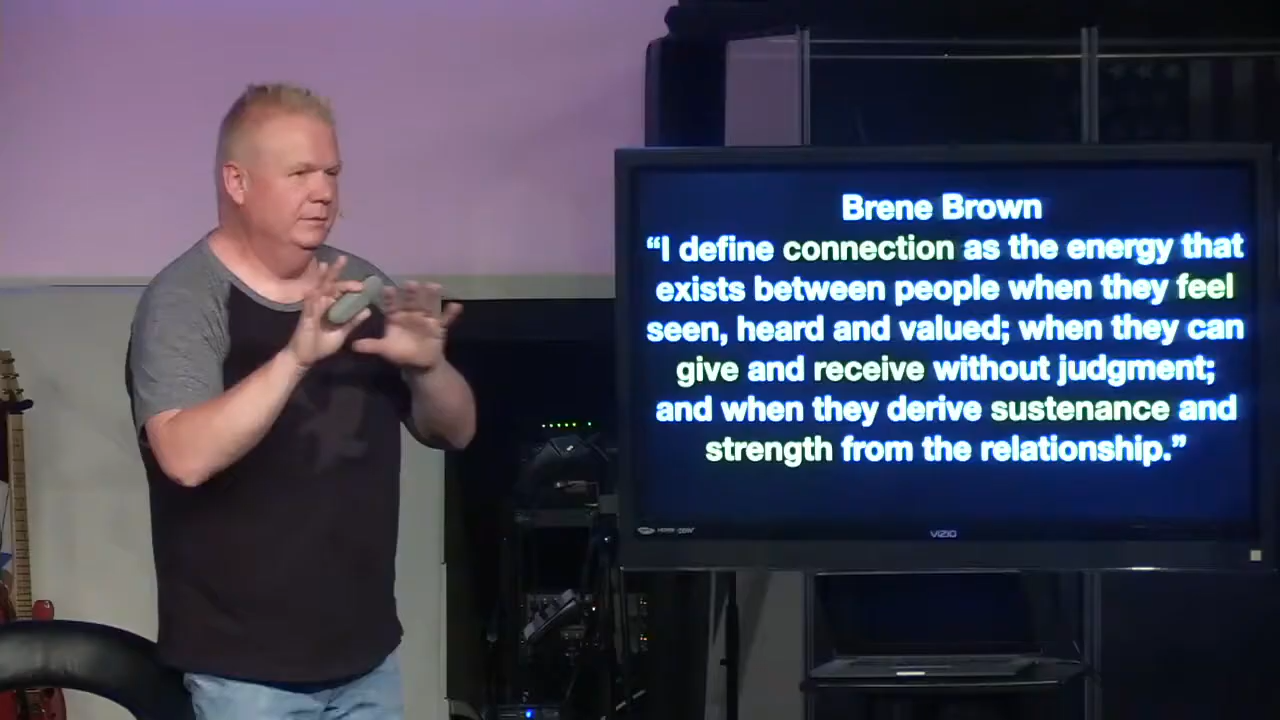 Brene Brown
“I define connection as the energy that
exists between people when they feel
seen, heard and valued; when they can
give and receive without judgment;
and when they derive sustenance and
strength from the relationship.”
VIZIO